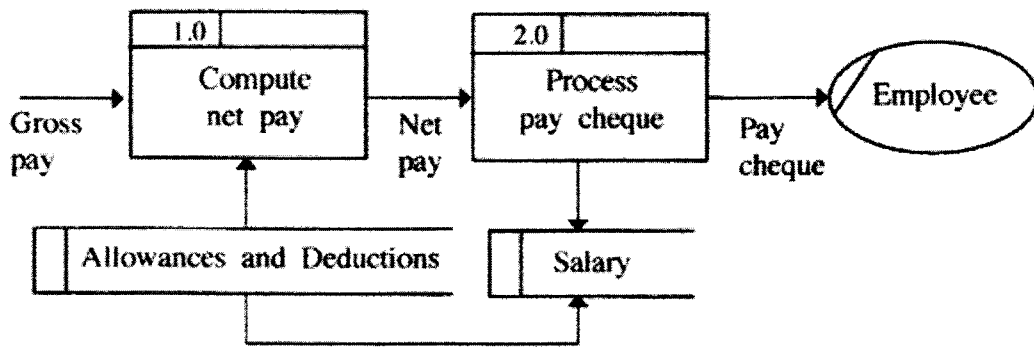 1.0
Compute
net pay
2.0
Process
pay cheque
Employee
Gross
pay
Net
pay
Pay
cheque
Allowances and Deductions
Salary